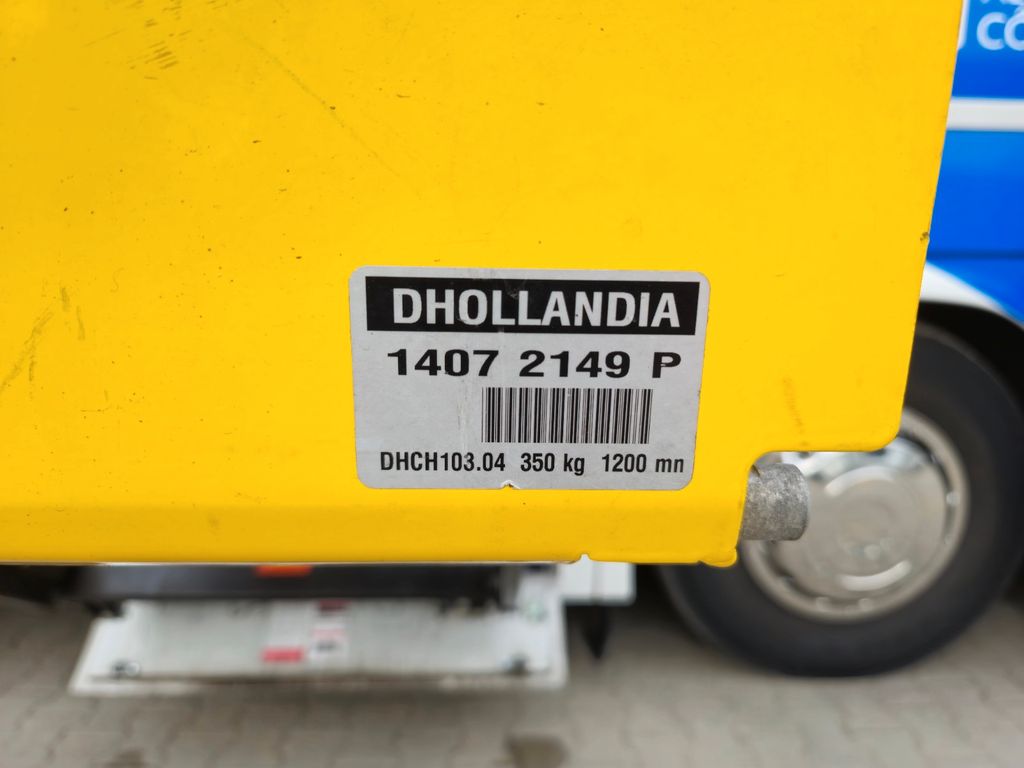 DHOLLANDIA
1407 2149 P
DHCH103.04 350 kg 1200 mn